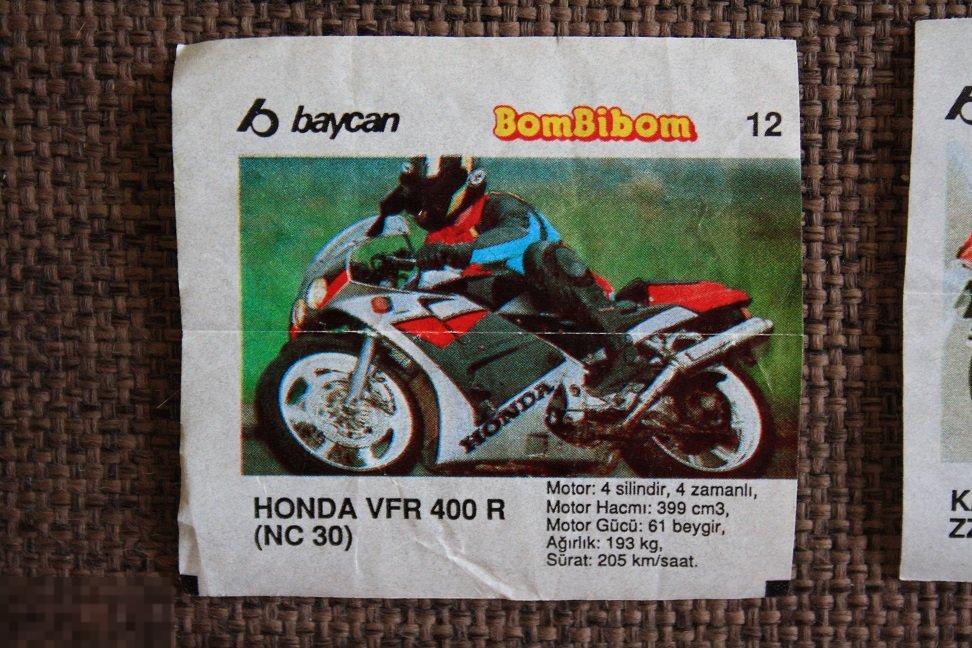 baycan BomBibom 12
HONDA
HONDA VFR 400 R
(NC 30)
Motor: 4 silindir, 4 zamanlı,
Motor Hacmı: 399 cm3,
Motor Gücü: 61 beygir,
Ağırlık: 193 kg,
Sürat: 205 km/saat.